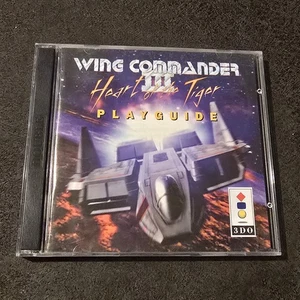 WING COMMANDER
III
Heart of the Tiger
PLAYGUIDE
3DO